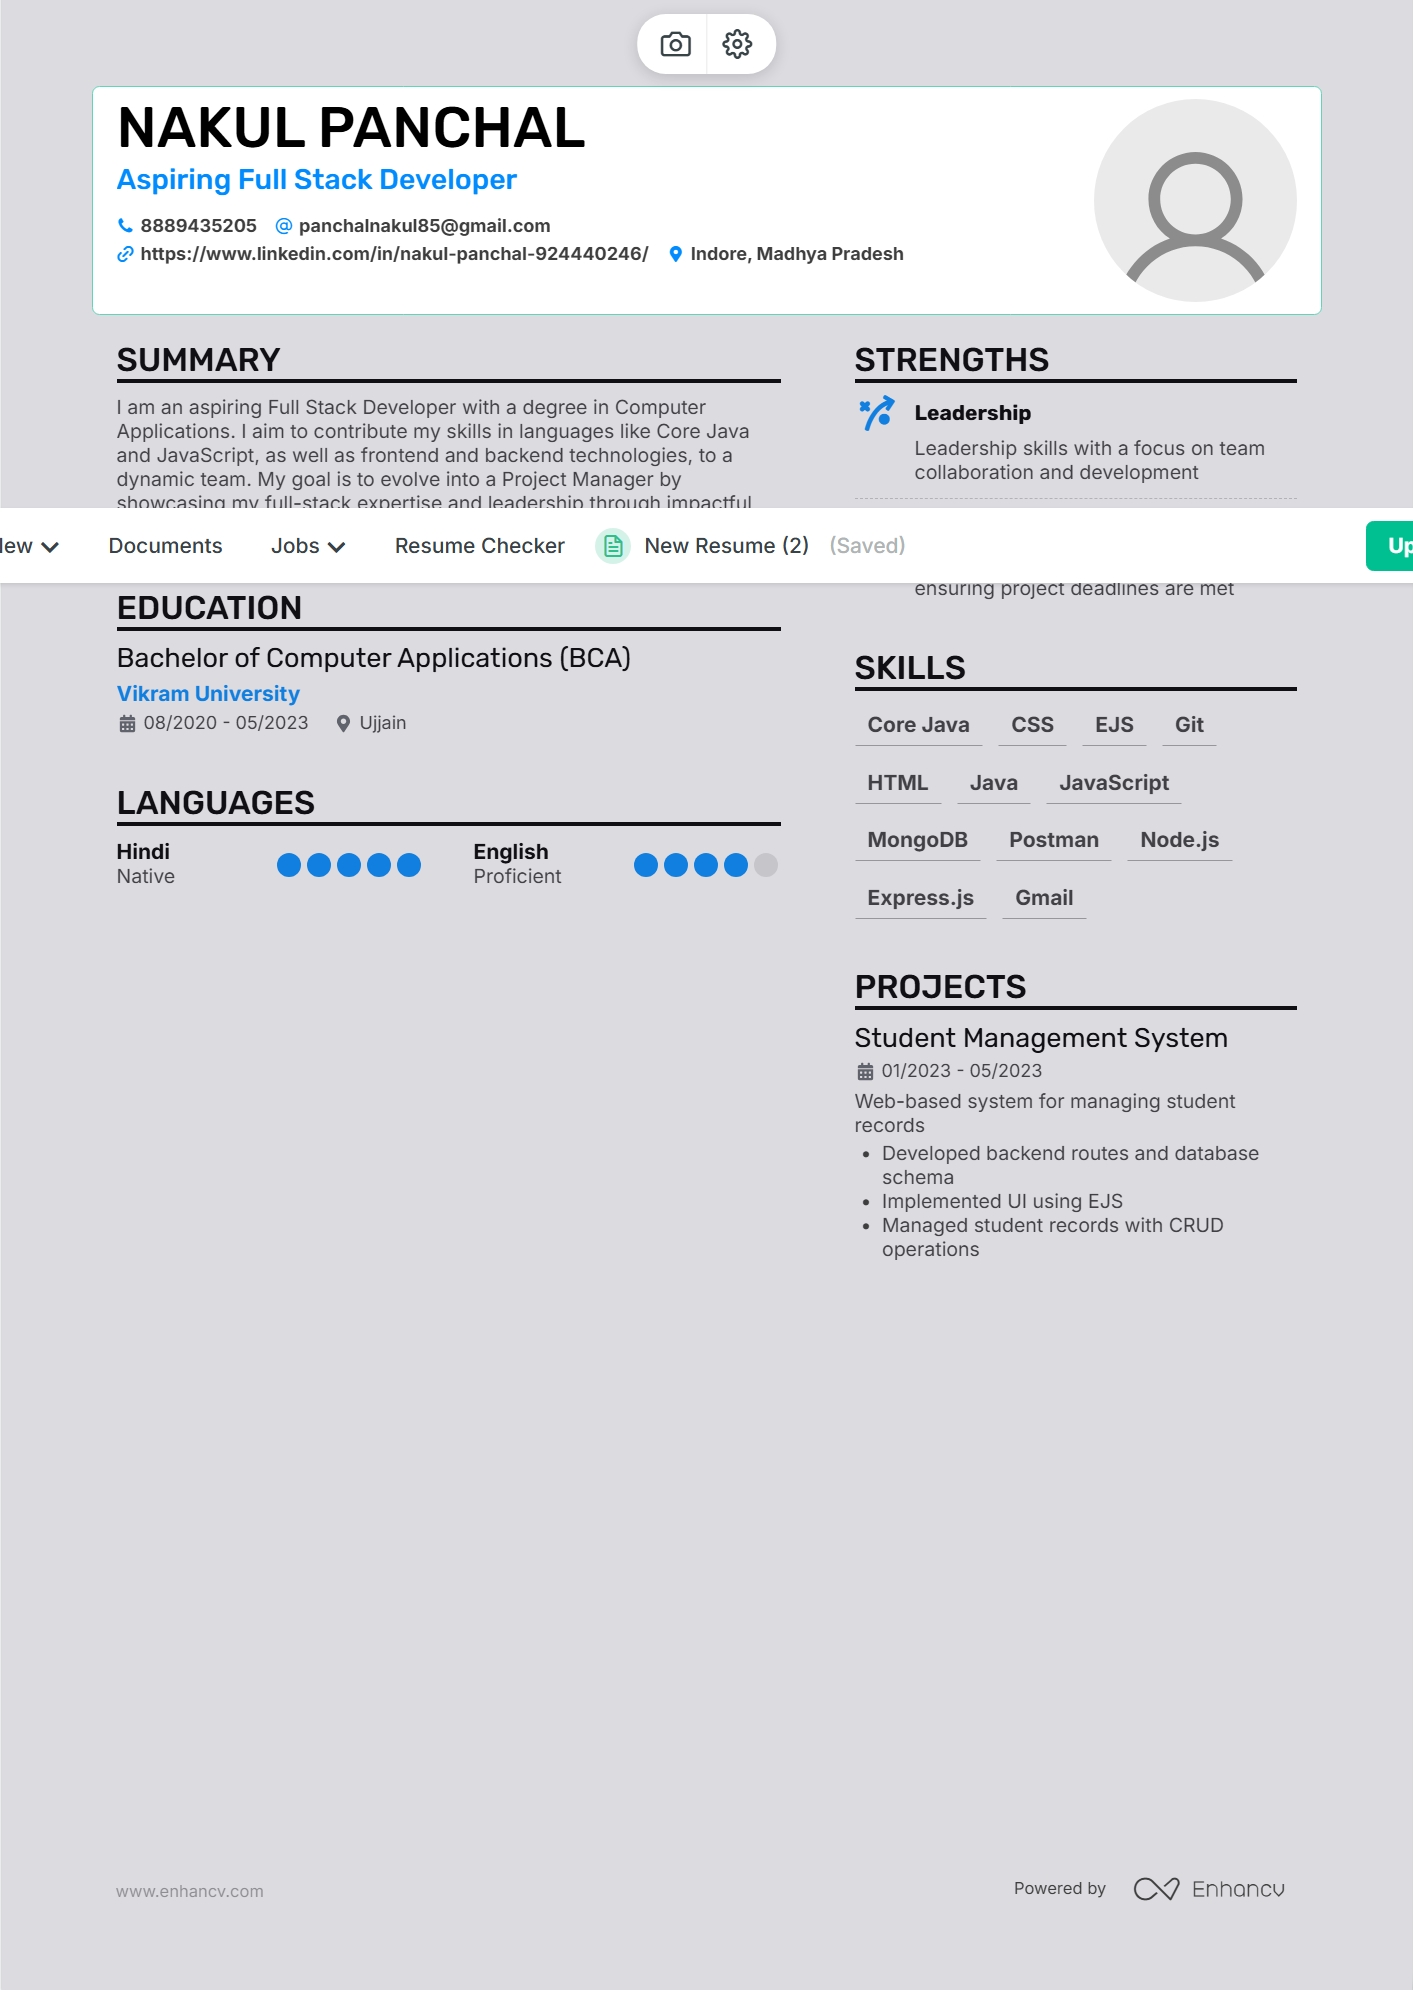 NAKUL PANCHAL
Aspiring Full Stack Developer
8889435205 panchalnakul85@gmail.com
https://www.linkedin.com/in/nakul-panchal-924440246/ Indore, Madhya Pradesh
SUMMARY
I am an aspiring Full Stack Developer with a degree in Computer
Applications. I aim to contribute my skills in languages like Core Java
and JavaScript, as well as frontend and backend technologies, to a
dynamic team. My goal is to evolve into a Project Manager by
showcasing my full-stack expertise and leadership through impactful
STRENGTHS
Leadership
Leadership skills with a focus on team
collaboration and development
Documents Jobs Resume Checker New Resume (2) (Saved)
ensuring project deadlines are met
EDUCATION
Bachelor of Computer Applications (BCA)
Vikram University
08/2020 - 05/2023 Ujjain
LANGUAGES
Hindi
Native
English
Proficient
SKILLS
Core Java CSS EJS Git
HTML Java JavaScript
MongoDB Postman Node.js
Express.js Gmail
PROJECTS
Student Management System
01/2023 - 05/2023
Web-based system for managing student
records
• Developed backend routes and database
schema
• Implemented UI using EJS
• Managed student records with CRUD
operations
www.enhancv.com
Powered by Enhancv